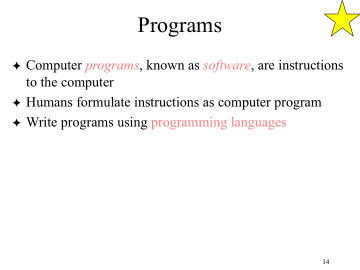 Programs
✦ Computer programs, known as software, are instructions
to the computer
✦ Humans formulate instructions as computer program
✦ Write programs using programming languages
14